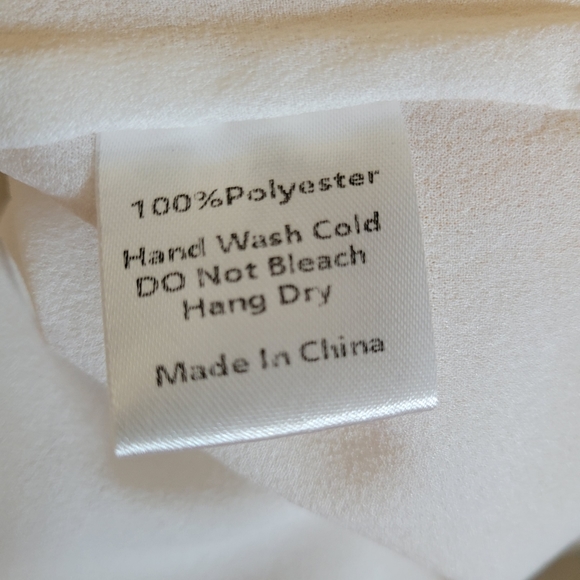 100%Polyester
Hand Wash Cold
DO Not Bleach
Hang Dry
Made In China